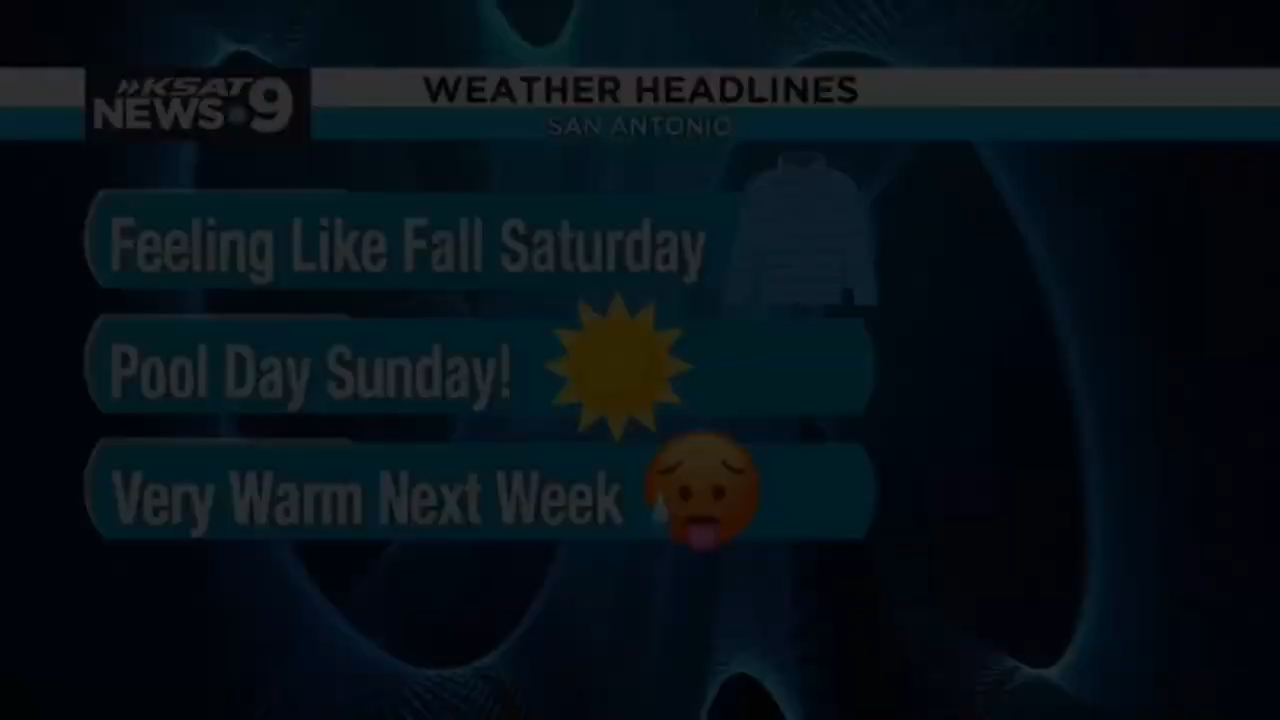 KSAT
NEWS 9
WEATHER HEADLINES
SAN ANTONIO
Feeling Like Fall Saturday
Pool Day Sunday!
Very Warm Next Week